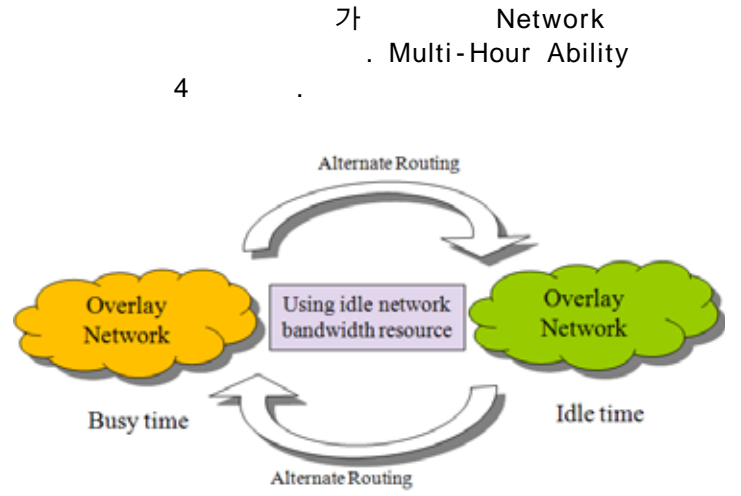 가 Network
. Multi-Hour Ability
4 .
Alternate Routing
Overlay
Network
Using idle network
bandwidth resource
Overlay
Network
Busy time
Idle time
Alternate Routing